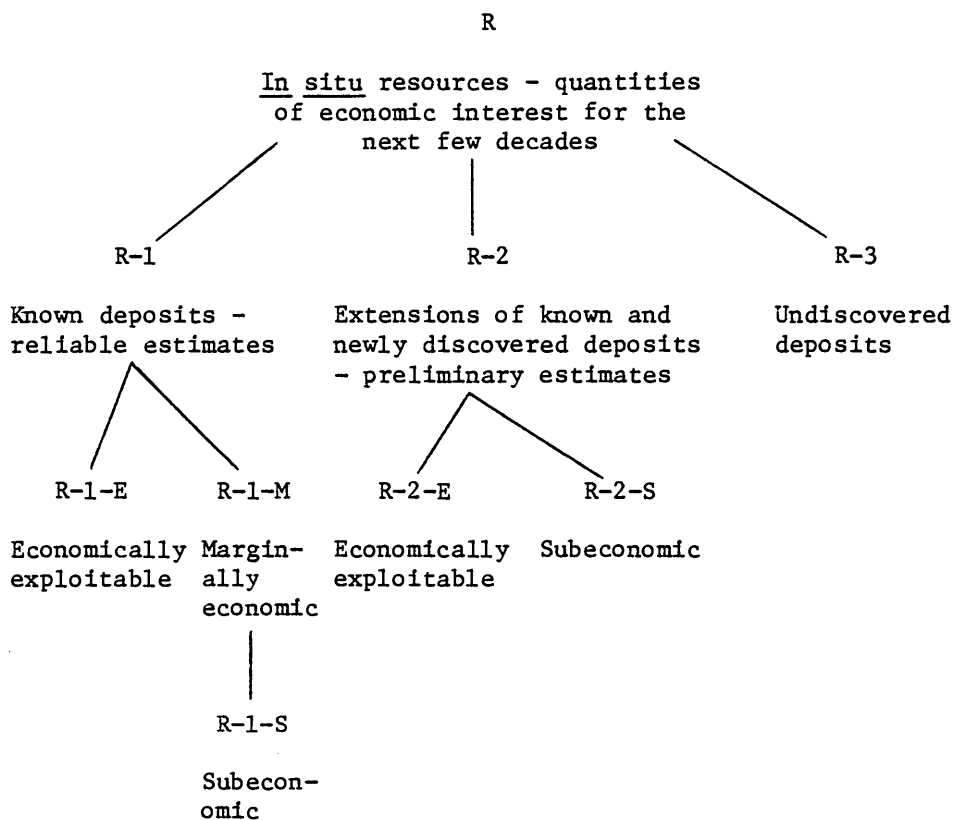 R
In situ resources - quantities
of economic interest for the
next few decades
R-1
R-2
R-3
Known deposits -
reliable estimates
Extensions of known and
newly discovered deposits
- preliminary estimates
Undiscovered
deposits
R-1-E
R-1-M
R-2-E
R-2-S
Economically
exploitable
Margin-
ally
economic
Economically
exploitable
Subeconomic
R-1-S
Subecon-
omic